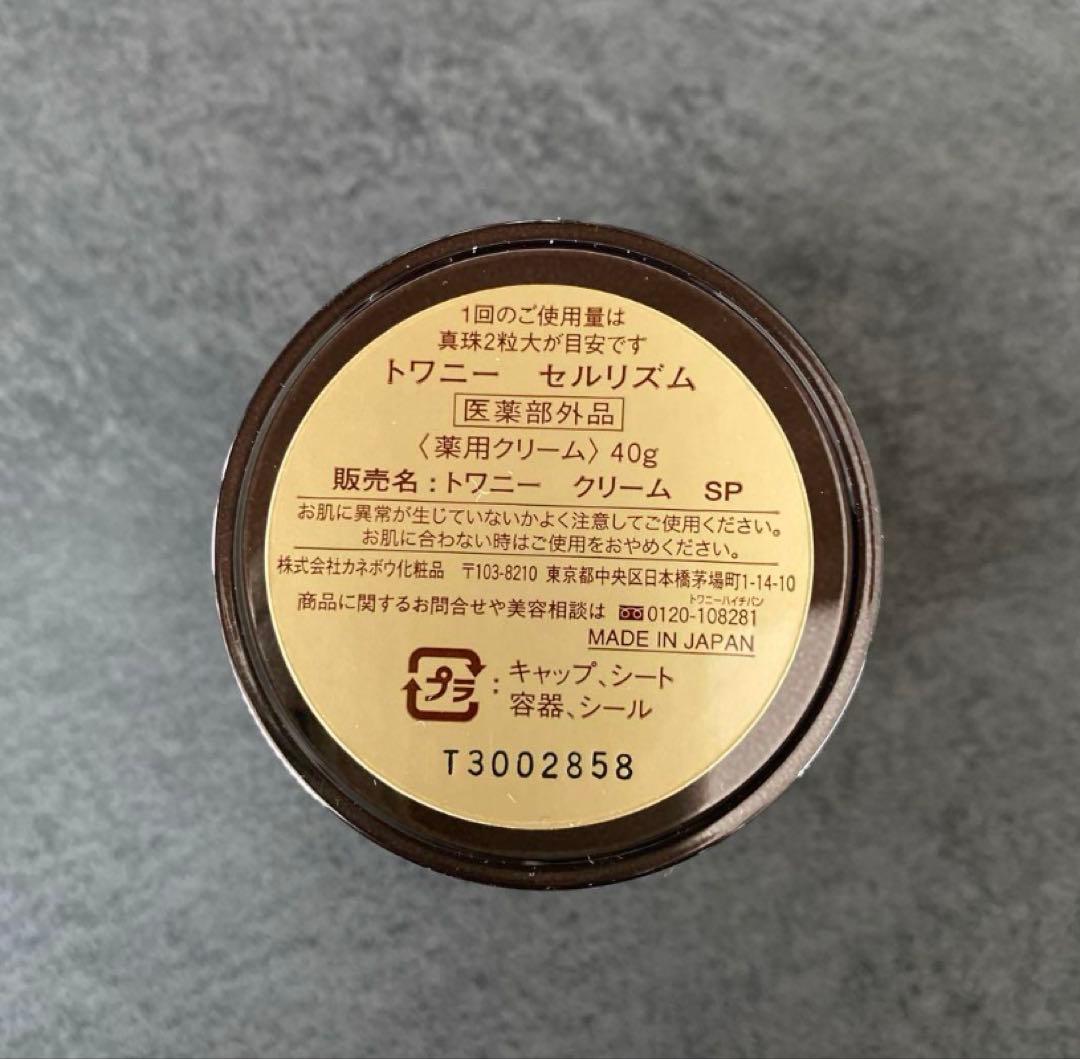 1回のご使用量は
真珠2粒大が目安です
トワニー　セルリズム
医薬部外品
〈薬用クリーム〉40g
販売名：トワニー　クリーム　SP
お肌に異常が生じていないかよく注意してご使用ください。
お肌に合わない時はご使用をおやめください。
株式会社カネボウ化粧品　〒103-8210 東京都中央区日本橋茅場町1-14-10
トワニーハイチバン
商品に関するお問合せや美容相談は 0120-108281
MADE IN JAPAN
プラ：キャップ、シート
容器、シール
T3002858